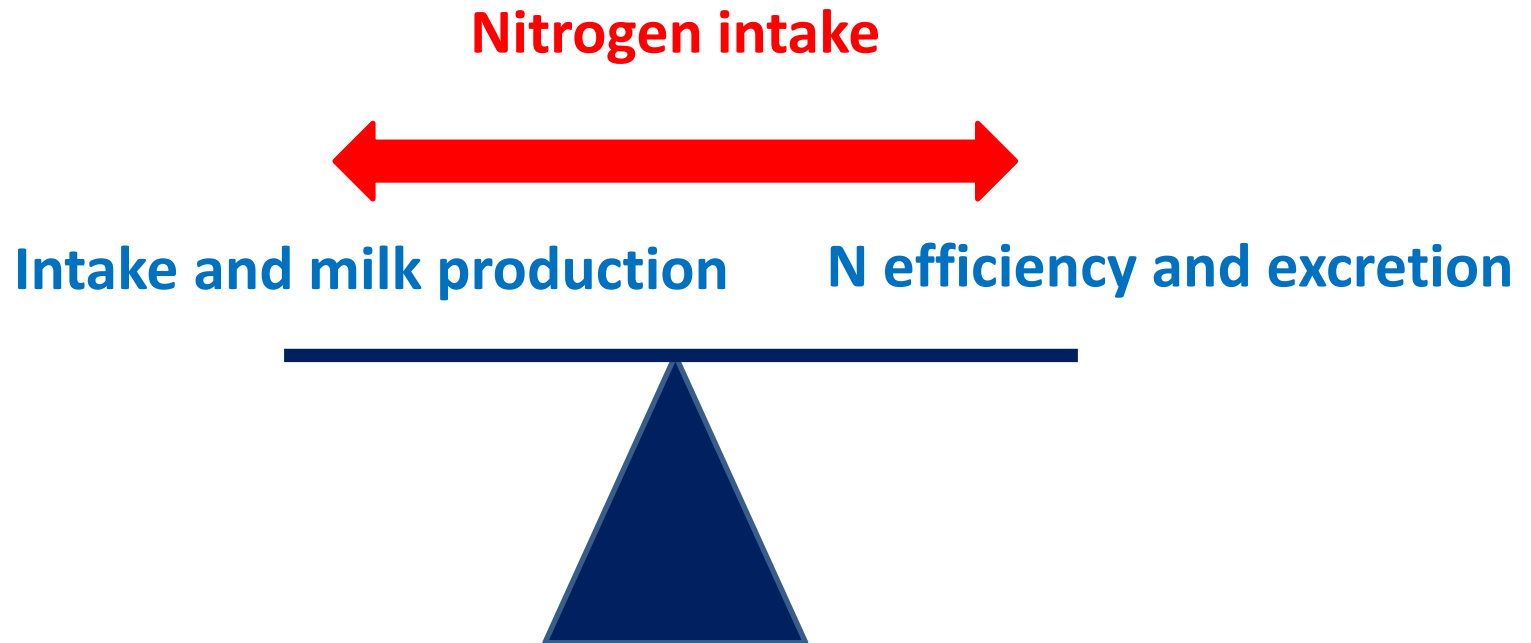 Nitrogen intake
Intake and milk production
N efficiency and excretion